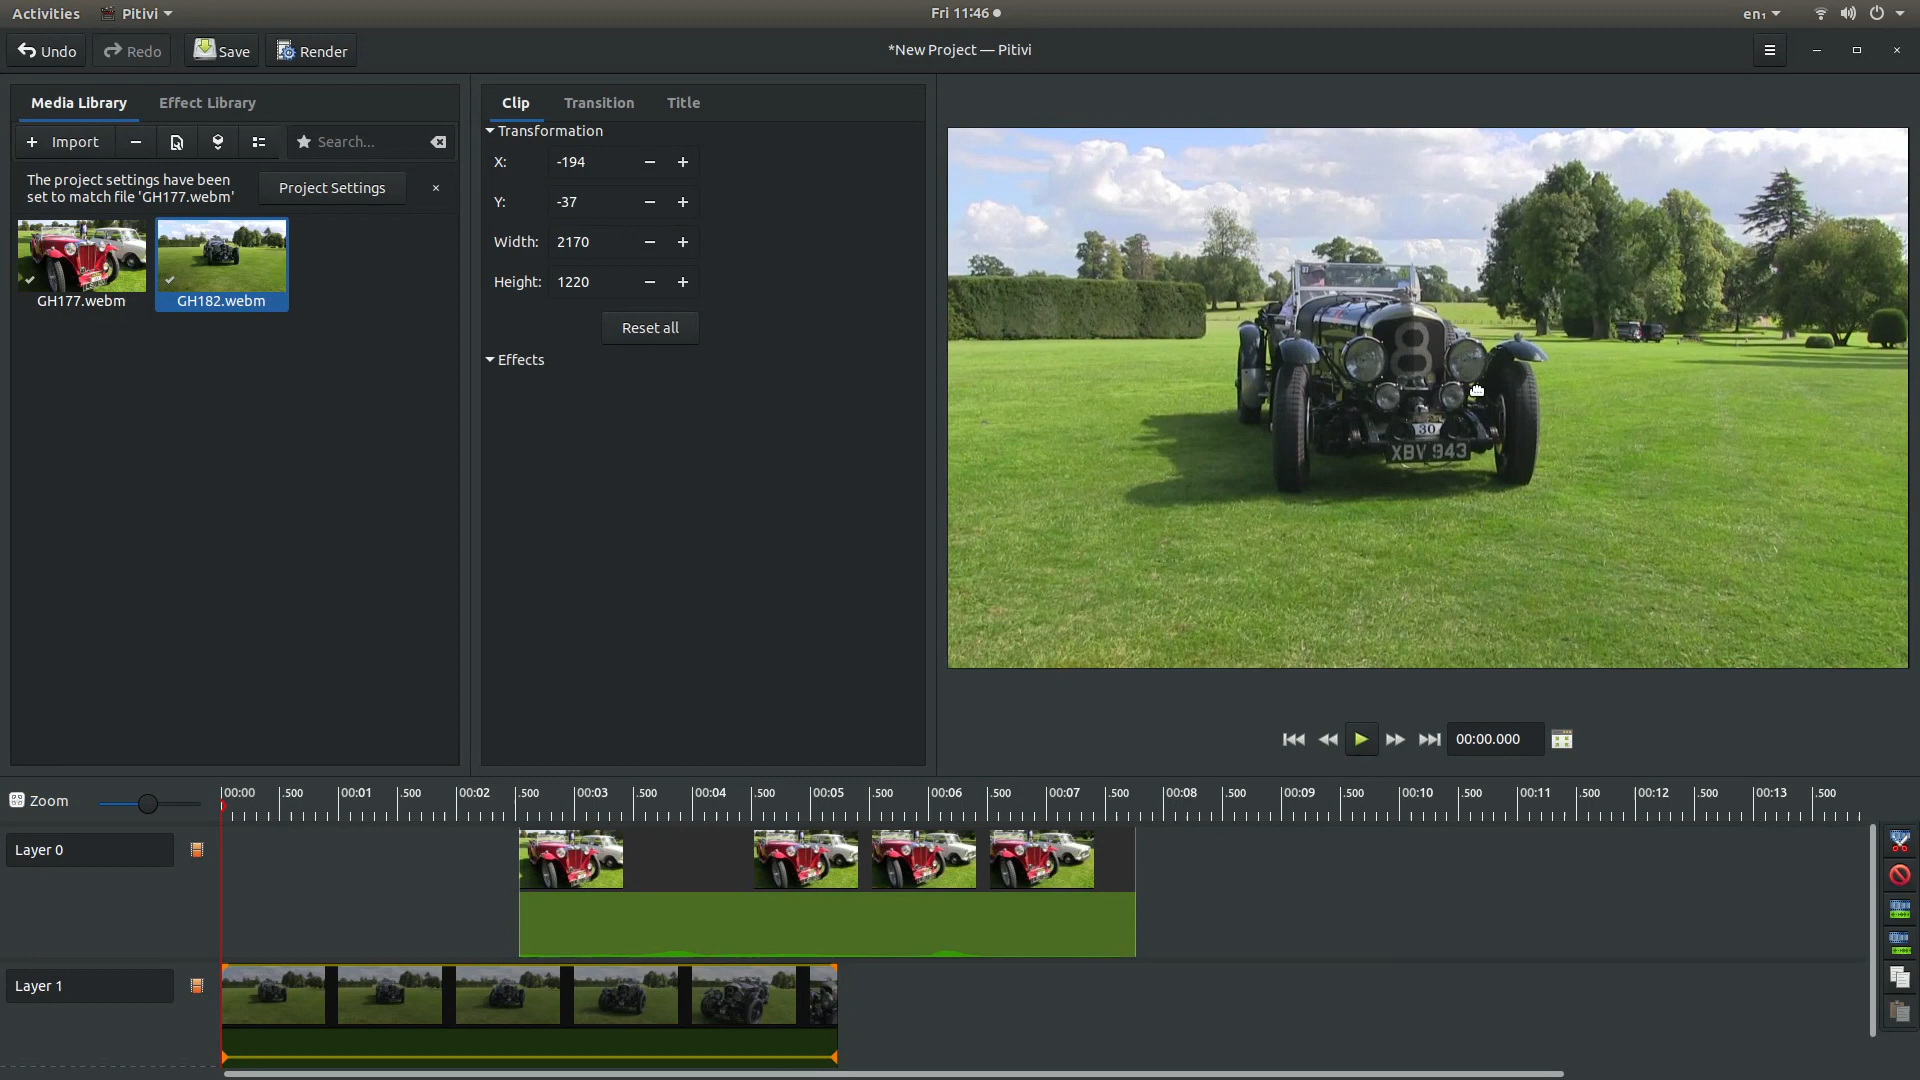 Activities Pitivi Fri 11:46 en₁
Undo Redo Save Render *New Project — Pitivi
Media Library Effect Library
Import Search...
The project settings have been
set to match file 'GH177.webm'
Project Settings
GH177.webm GH182.webm
Clip Transition Title
Transformation
X: -194
Y: -37
Width: 2170
Height: 1220
Reset all
Effects
8
30
XBV 943
00:00.000
Zoom 00:00 .500 00:01 .500 00:02 .500 00:03 .500 00:04 .500 00:05 .500 00:06 .500 00:07 .500 00:08 .500 00:09 .500 00:10 .500 00:11 .500 00:12 .500 00:13 .500
Layer 0
Layer 1